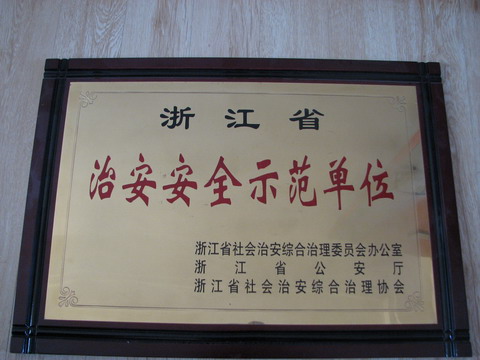 浙江省
治安安全示范单位
浙江省社会治安综合治理委员会办公室
浙江省公安厅
浙江省社会治安综合治理协会